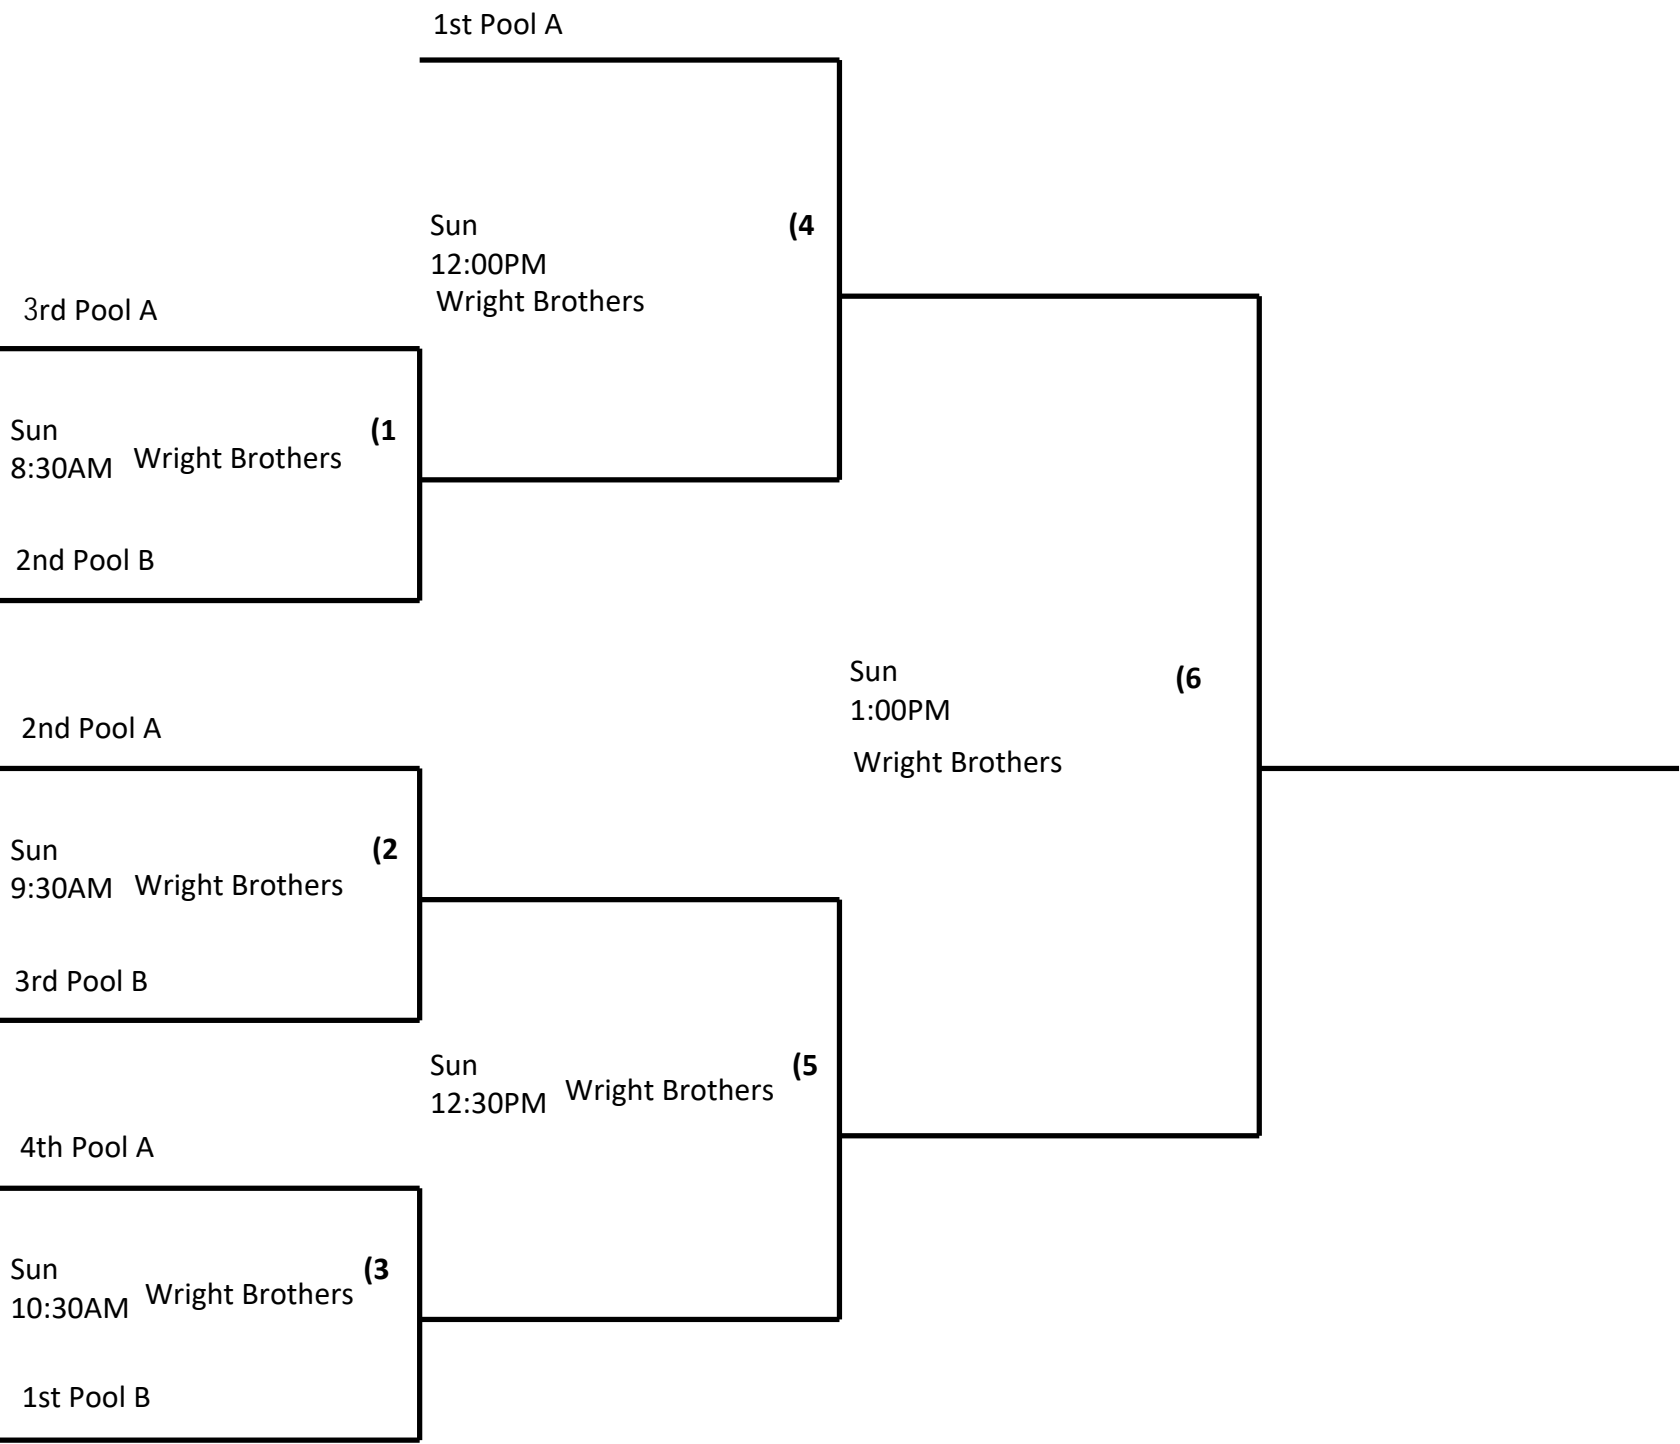 1st Pool A
Sun (4
12:00PM
Wright Brothers
3rd Pool A
Sun (1
8:30AM Wright Brothers
2nd Pool B
Sun (6
1:00PM
Wright Brothers
2nd Pool A
Sun (2
9:30AM Wright Brothers
3rd Pool B
Sun (5
12:30PM Wright Brothers
4th Pool A
Sun (3
10:30AM Wright Brothers
1st Pool B